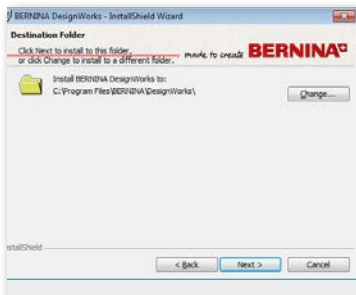 BERNINA DesignWorks - InstallShield Wizard
Destination Folder
Click Next to install to this folder,
or click Change to install to a different folder.
made to create BERNINA
Install BERNINA DesignWorks to:
C:\Program Files\BERNINA\DesignWorks\
Change...
nstallShield
< Back
Next >
Cancel